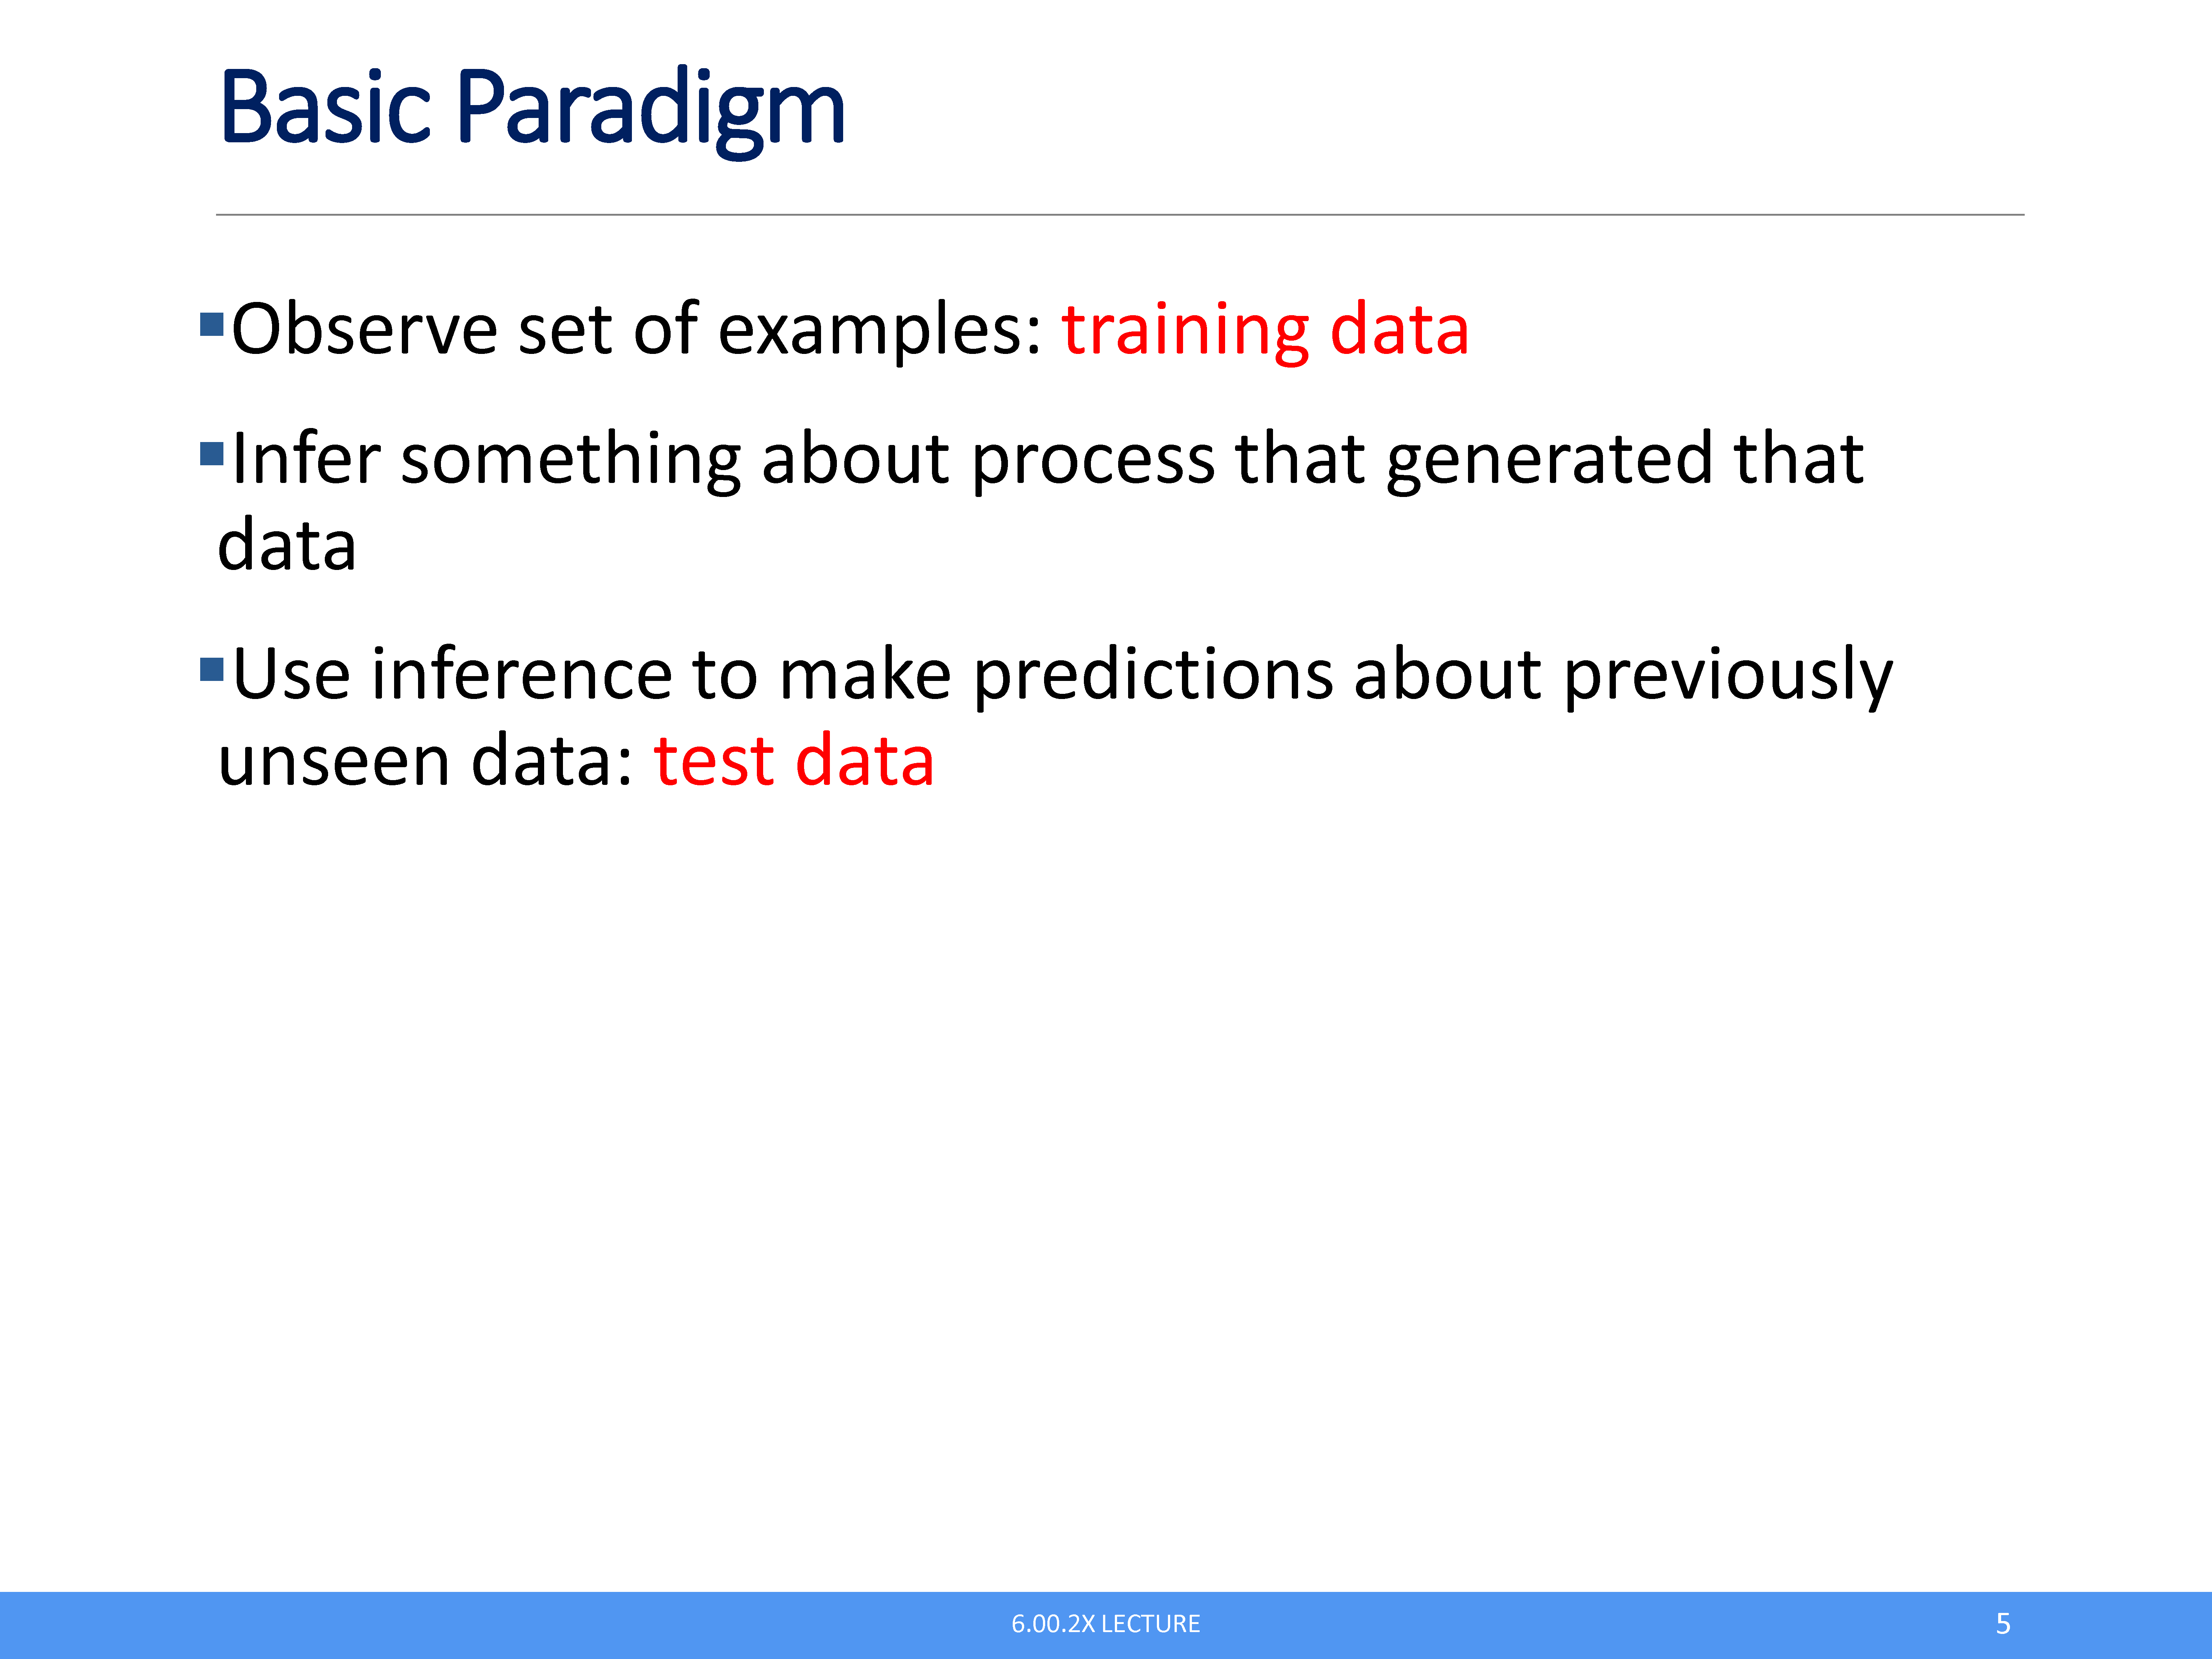 Basic Paradigm
▪Observe set of examples: training data
▪Infer something about process that generated that
data
▪Use inference to make predictions about previously
unseen data: test data
6.00.2X LECTURE
5